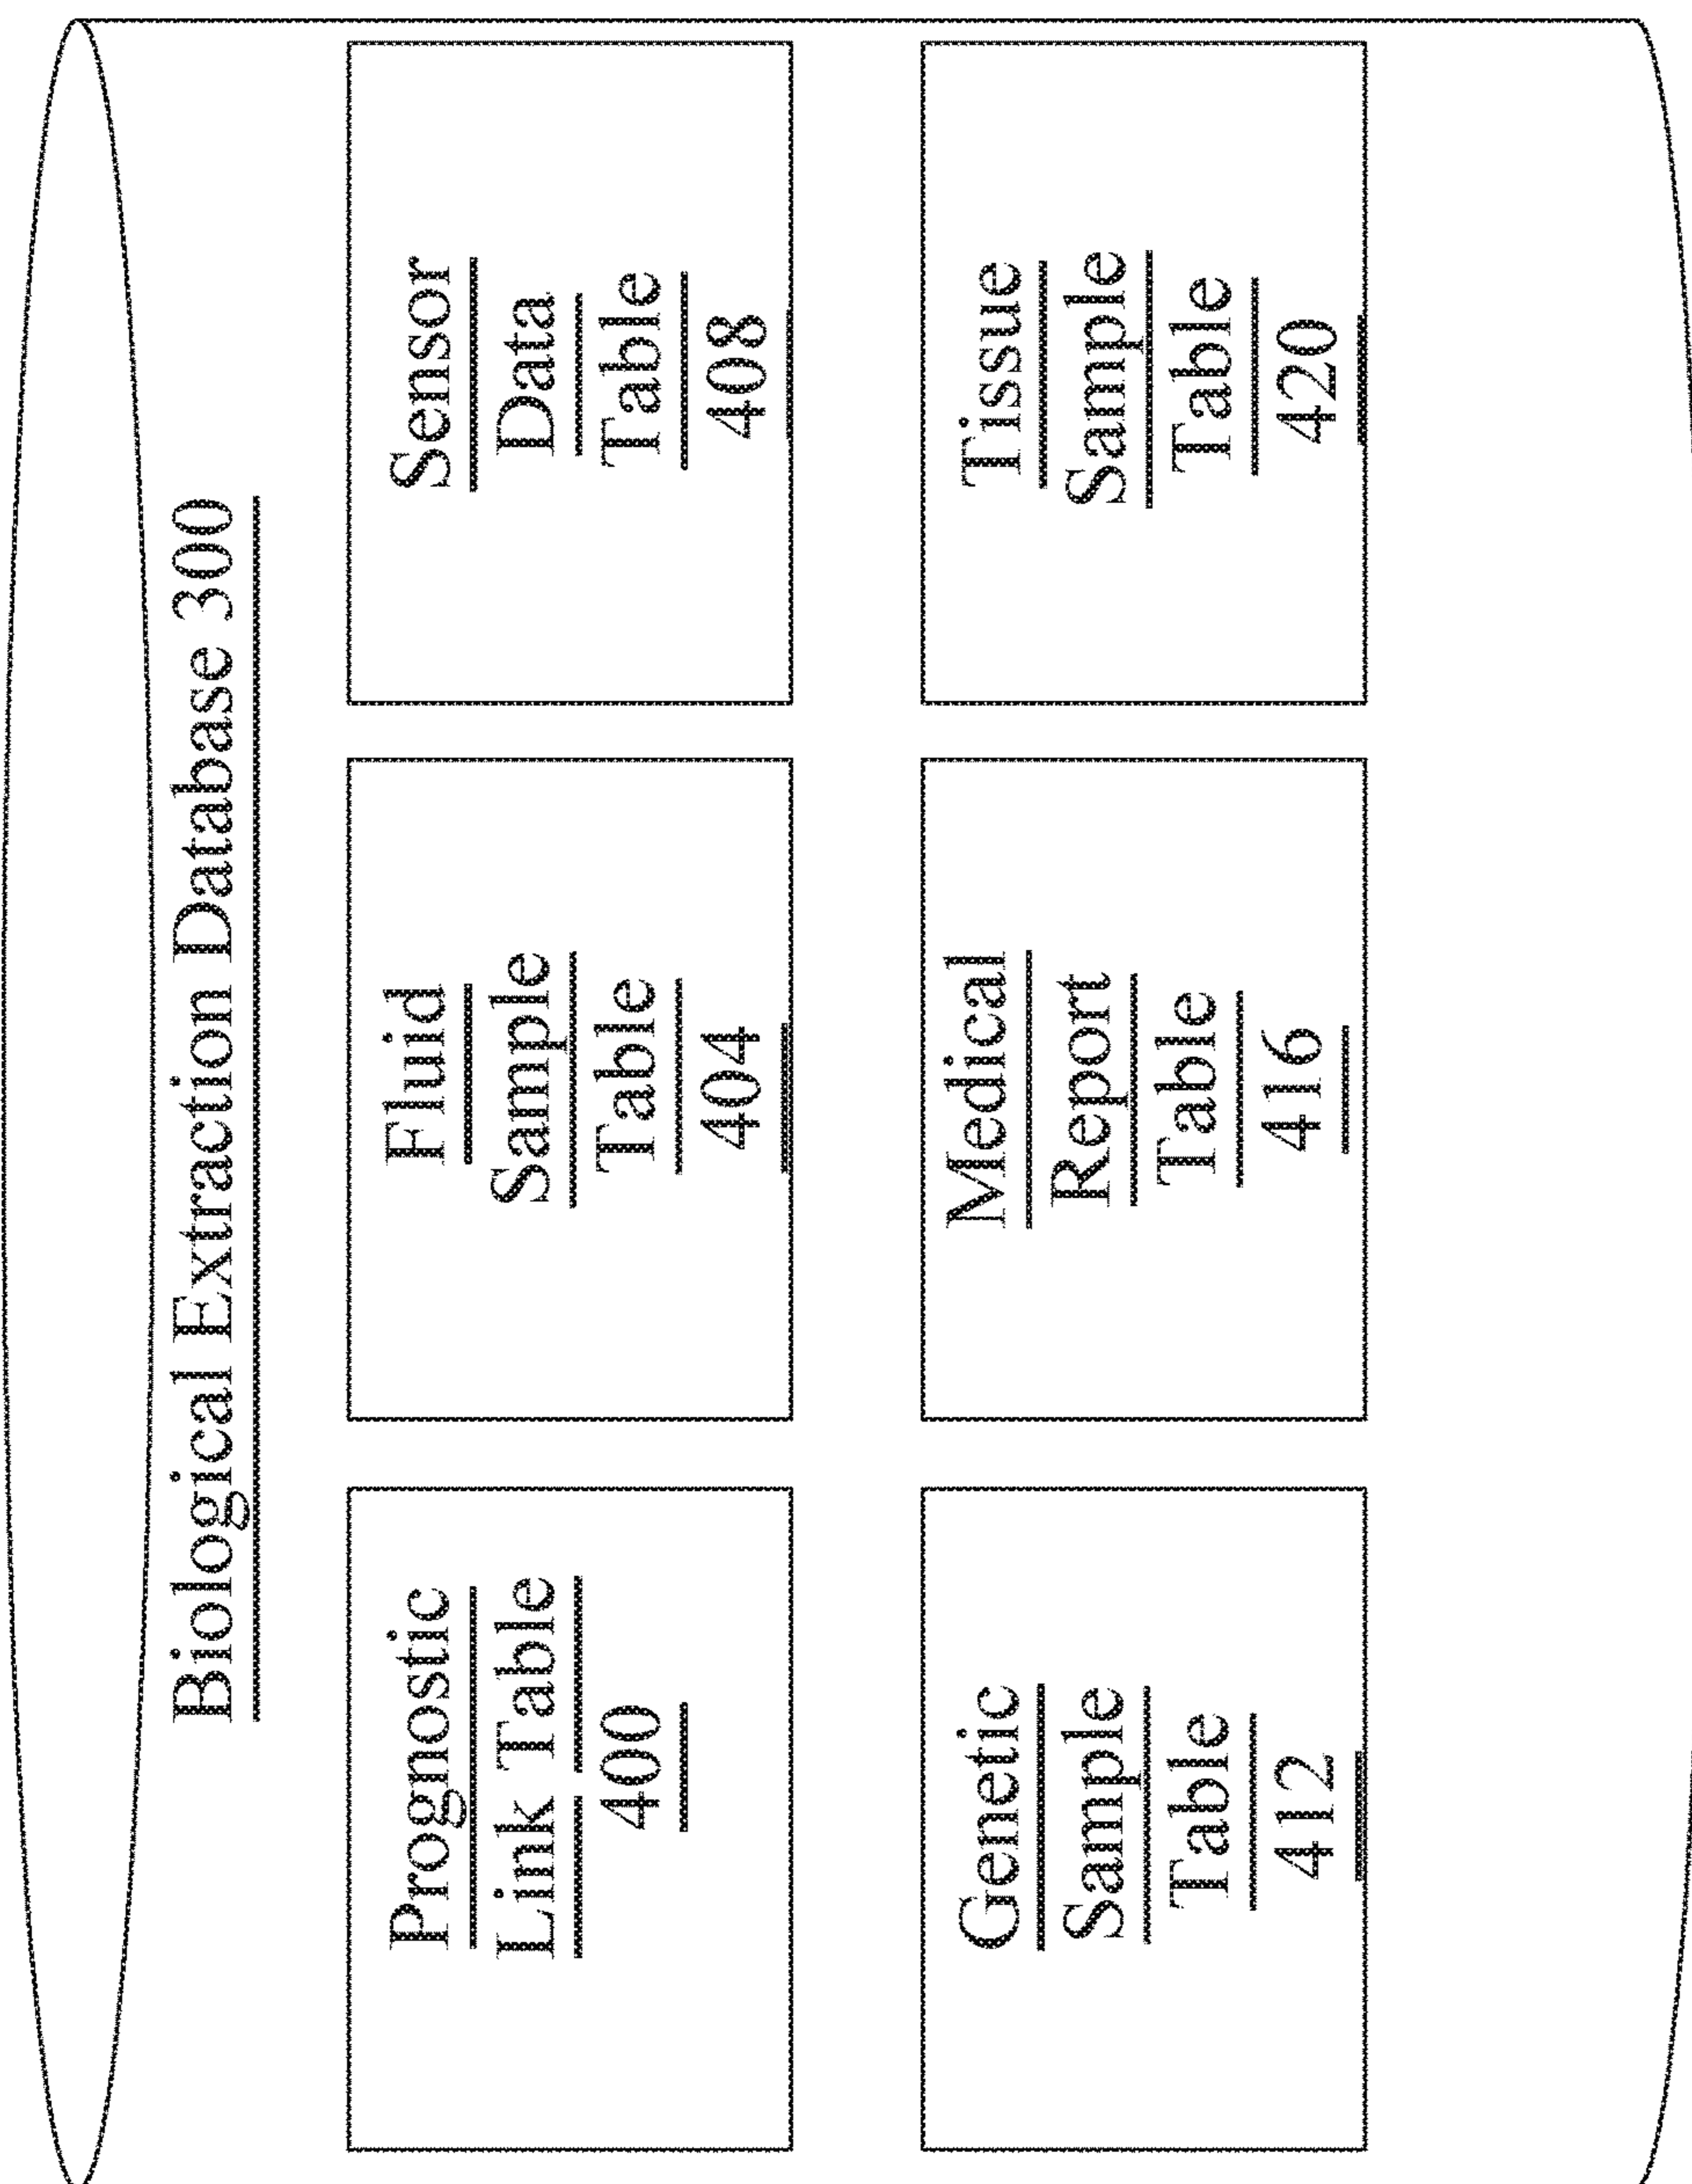 Biological Extraction Database 300
Prognostic
Link Table
400
Fluid
Sample
Table
404
Sensor
Data
Table
408
Genetic
Sample
Table
412
Medical
Report
Table
416
Tissue
Sample
Table
420